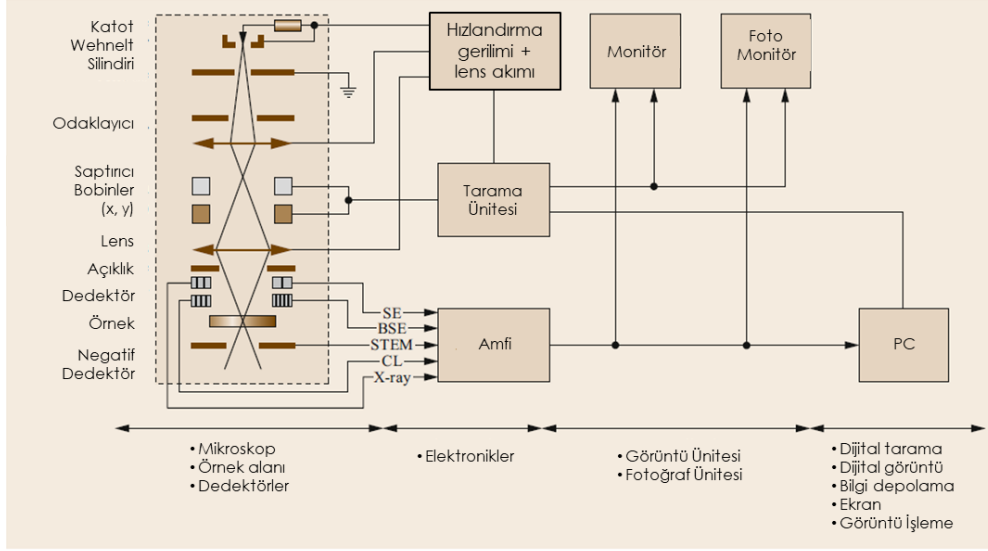 Katot
Wehnelt
Silindiri
Odaklayıcı
Saptırıcı
Bobinler
(x, y)
Lens
Açıklık
Dedektör
Örnek
Negatif
Dedektör
Hızlandırma
gerilimi +
lens akımı
Monitör
Foto
Monitör
Tarama
Ünitesi
SE
BSE
STEM
CL
X-ray
Amfi
PC
• Mikroskop
• Örnek alanı
• Dedektörler
• Elektronikler
• Görüntü Ünitesi
• Fotoğraf Ünitesi
• Dijital tarama
• Dijital görüntü
• Bilgi depolama
• Ekran
• Görüntü İşleme